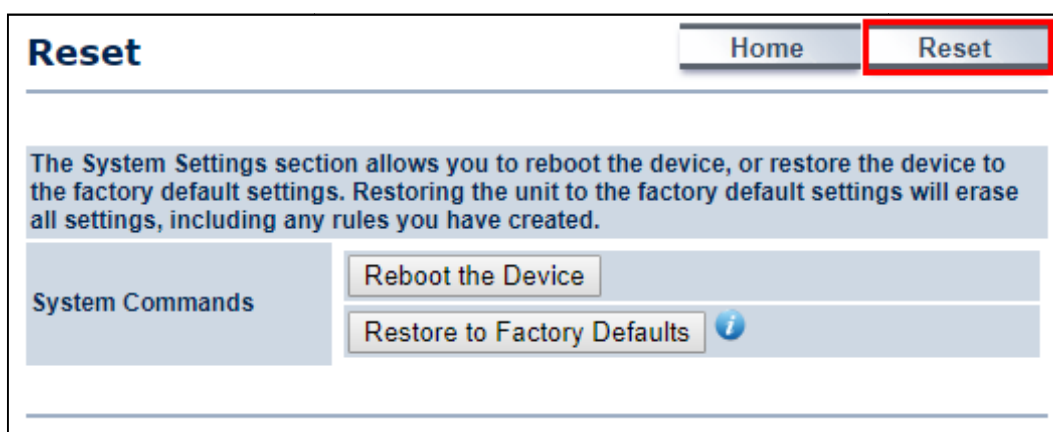 Reset
Home
Reset
The System Settings section allows you to reboot the device, or restore the device to
the factory default settings. Restoring the unit to the factory default settings will erase
all settings, including any rules you have created.
System Commands
Reboot the Device
Restore to Factory Defaults
i